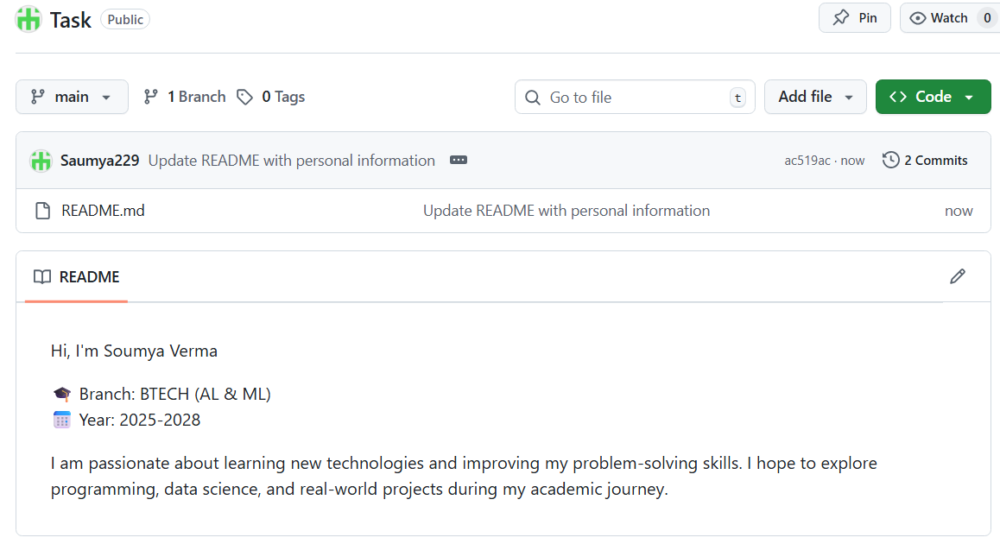 Task Public
Pin
Watch 0
main
1 Branch
0 Tags
Go to file t
Add file
Code
Saumya229 Update README with personal information
ac519ac · now
2 Commits
README.md Update README with personal information now
README
Hi, I'm Soumya Verma
🎓 Branch: BTECH (AL & ML)
🗓️ Year: 2025-2028
I am passionate about learning new technologies and improving my problem-solving skills. I hope to explore
programming, data science, and real-world projects during my academic journey.